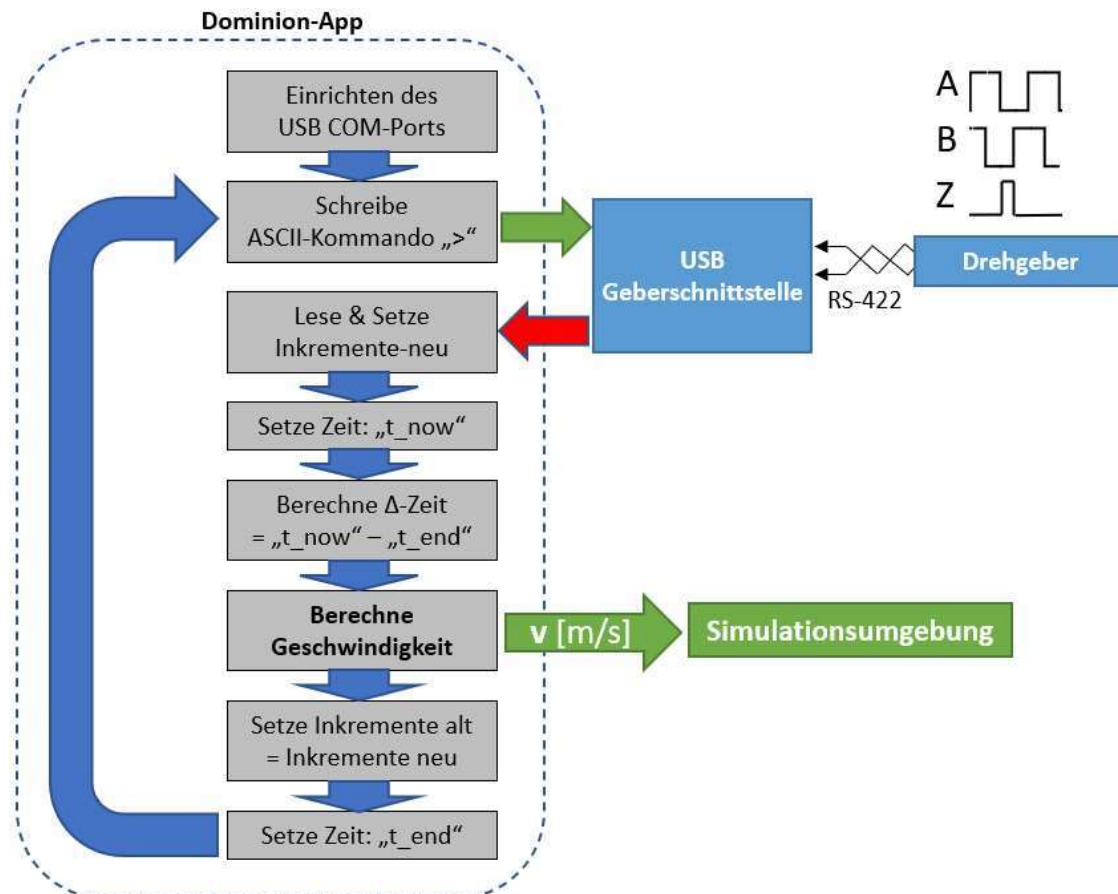 Dominion-App
Einrichten des
USB COM-Ports
Schreibe
ASCII-Kommando „>“
Lese & Setze
Inkremente-neu
Setze Zeit: „t_now“
Berechne Δ-Zeit
= „t_now“ – „t_end“
Berechne
Geschwindigkeit
Setze Inkremente alt
= Inkremente neu
Setze Zeit: „t_end“
USB
Geberschnittstelle
RS-422
A
B
Z
Drehgeber
v [m/s]
Simulationsumgebung